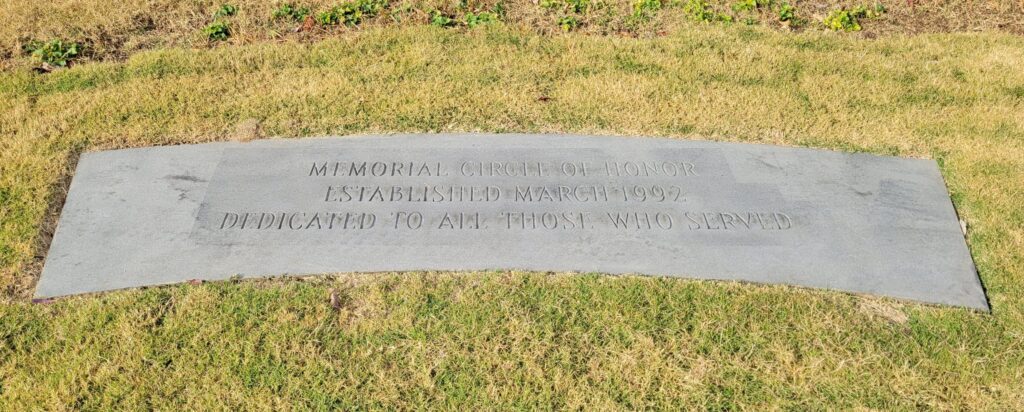 MEMORIAL CIRCLE OF HONOR
ESTABLISHED MARCH 1992
DEDICATED TO ALL THOSE WHO SERVED